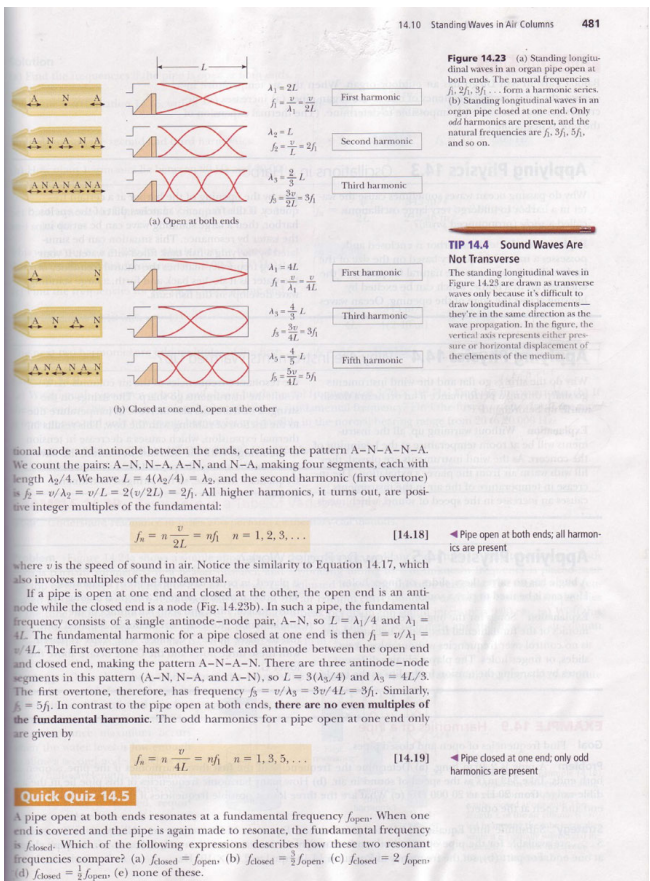 14.10 Standing Waves in Air Columns 481
L
A N A
λ1 = 2L
f1 = v/λ1 = v/2L
First harmonic
A N A N A
λ2 = L
f2 = v/L = 2f1
Second harmonic
A N A N A N A
λ3 = 2/3 L
f3 = 3v/2L = 3f1
Third harmonic
(a) Open at both ends
A N
λ1 = 4L
f1 = v/λ1 = v/4L
First harmonic
A N A N
λ3 = 4/3 L
f3 = 3v/4L = 3f1
Third harmonic
A N A N A N
λ5 = 4/5 L
f5 = 5v/4L = 5f1
Fifth harmonic
(b) Closed at one end, open at the other
Figure 14.23 (a) Standing longitu-
dinal waves in an organ pipe open at
both ends. The natural frequencies
f1, 2f1, 3f1 . . . form a harmonic series.
(b) Standing longitudinal waves in an
organ pipe closed at one end. Only
odd harmonics are present, and the
natural frequencies are f1, 3f1, 5f1,
and so on.
TIP 14.4 Sound Waves Are
Not Transverse
The standing longitudinal waves in
Figure 14.23 are drawn as transverse
waves only because it's difficult to
draw longitudinal displacements—
they're in the same direction as the
wave propagation. In the figure, the
vertical axis represents either pres-
sure or horizontal displacement of
the elements of the medium.
tional node and antinode between the ends, creating the pattern A–N–A–N–A.
We count the pairs: A–N, N–A, A–N, and N–A, making four segments, each with
length λ2/4. We have L = 4(λ2/4) = λ2, and the second harmonic (first overtone)
is f2 = v/λ2 = v/L = 2(v/2L) = 2f1. All higher harmonics, it turns out, are posi-
tive integer multiples of the fundamental:
fn = n v/2L = nf1 n = 1, 2, 3, . . . [14.18]
◀ Pipe open at both ends; all harmon-
ics are present
where v is the speed of sound in air. Notice the similarity to Equation 14.17, which
also involves multiples of the fundamental.
If a pipe is open at one end and closed at the other, the open end is an anti-
node while the closed end is a node (Fig. 14.23b). In such a pipe, the fundamental
frequency consists of a single antinode–node pair, A–N, so L = λ1/4 and λ1 =
4L. The fundamental harmonic for a pipe closed at one end is then f1 = v/λ1 =
v/4L. The first overtone has another node and antinode between the open end
and closed end, making the pattern A–N–A–N. There are three antinode–node
segments in this pattern (A–N, N–A, and A–N), so L = 3(λ3/4) and λ3 = 4L/3.
The first overtone, therefore, has frequency f3 = v/λ3 = 3v/4L = 3f1. Similarly,
f5 = 5f1. In contrast to the pipe open at both ends, there are no even multiples of
the fundamental harmonic. The odd harmonics for a pipe open at one end only
are given by
fn = n v/4L = nf1 n = 1, 3, 5, . . . [14.19]
◀ Pipe closed at one end; only odd
harmonics are present
Quick Quiz 14.5
A pipe open at both ends resonates at a fundamental frequency fopen. When one
end is covered and the pipe is again made to resonate, the fundamental frequency
is fclosed. Which of the following expressions describes how these two resonant
frequencies compare? (a) fclosed = fopen, (b) fclosed = 3/2 fopen, (c) fclosed = 2 fopen,
(d) fclosed = 1/2 fopen, (e) none of these.